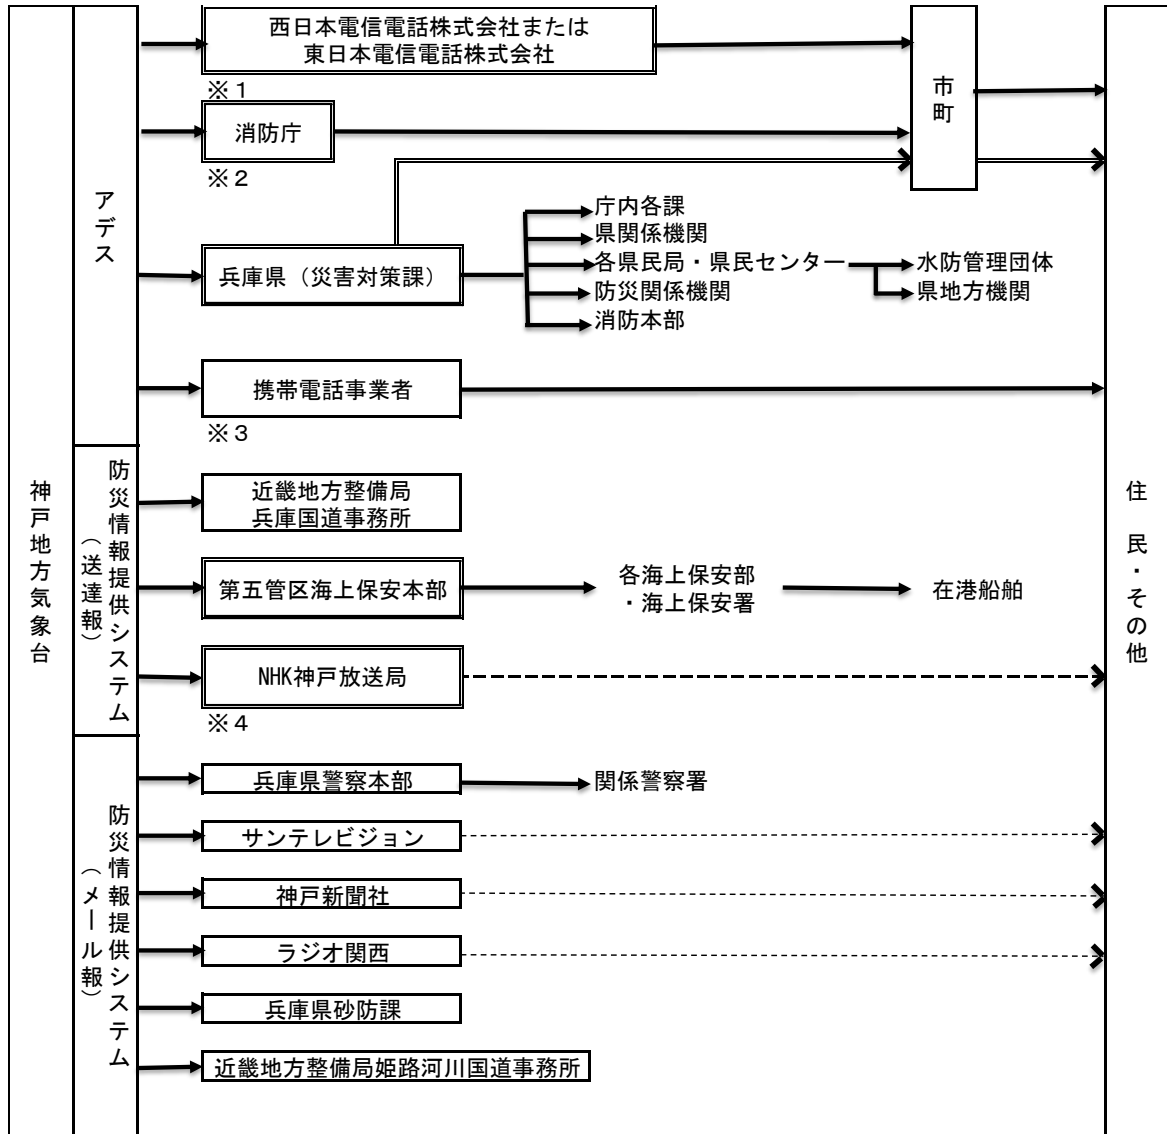 神戸地方気象台
アデス
西日本電信電話株式会社または
東日本電信電話株式会社
※1
消防庁
※2
兵庫県（災害対策課）
庁内各課
県関係機関
各県民局・県民センター
防災関係機関
消防本部
水防管理団体
県地方機関
市町
携帯電話事業者
※3
防災情報提供システム
（送達報）
近畿地方整備局
兵庫国道事務所
第五管区海上保安本部
各海上保安部
・海上保安署
在港船舶
NHK神戸放送局
※4
防災情報提供システム
（メール報）
兵庫県警察本部
関係警察署
サンテレビジョン
神戸新聞社
ラジオ関西
兵庫県砂防課
近畿地方整備局姫路河川国道事務所
住民・その他